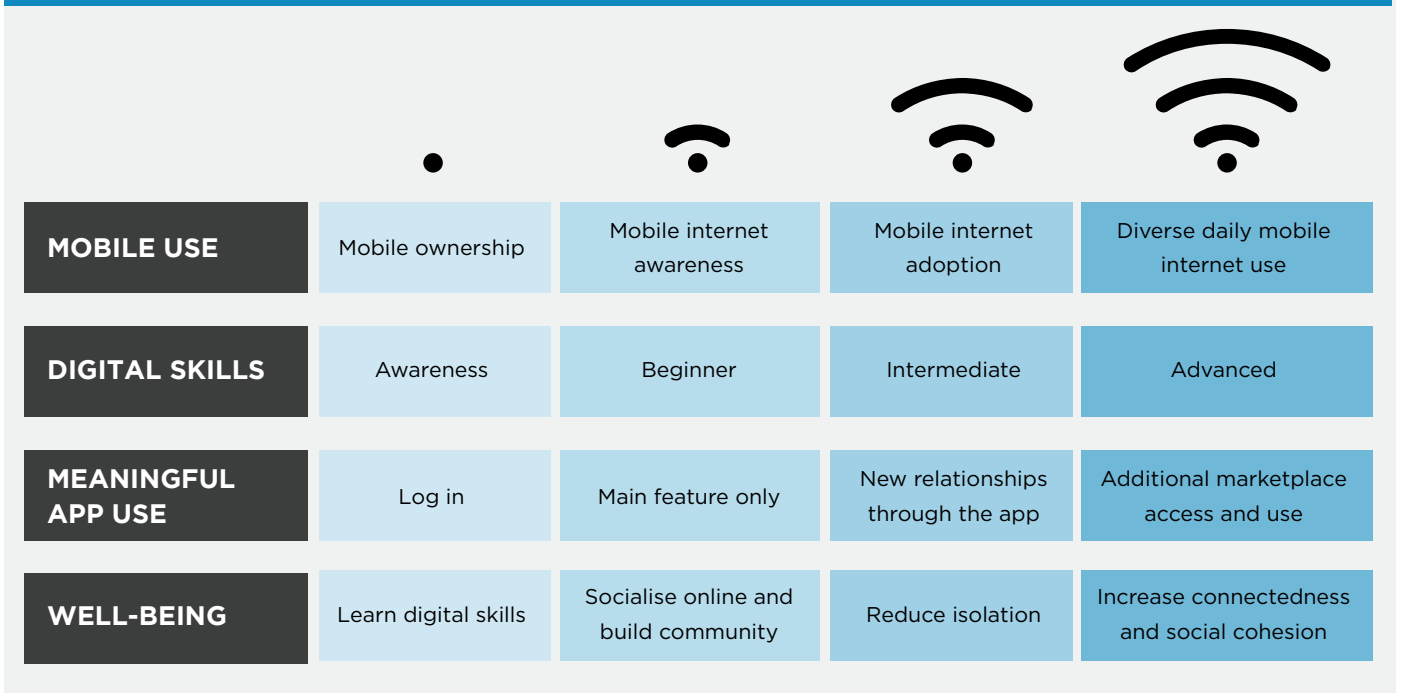 MOBILE USE
Mobile ownership
Mobile internet
awareness
Mobile internet
adoption
Diverse daily mobile
internet use
DIGITAL SKILLS
Awareness
Beginner
Intermediate
Advanced
MEANINGFUL
APP USE
Log in
Main feature only
New relationships
through the app
Additional marketplace
access and use
WELL-BEING
Learn digital skills
Socialise online and
build community
Reduce isolation
Increase connectedness
and social cohesion